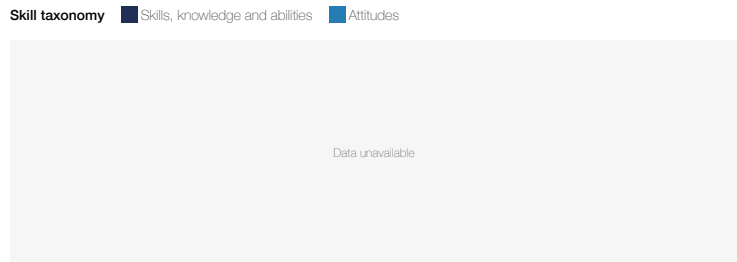 Skill taxonomy Skills, knowledge and abilities Attitudes
Data unavailable